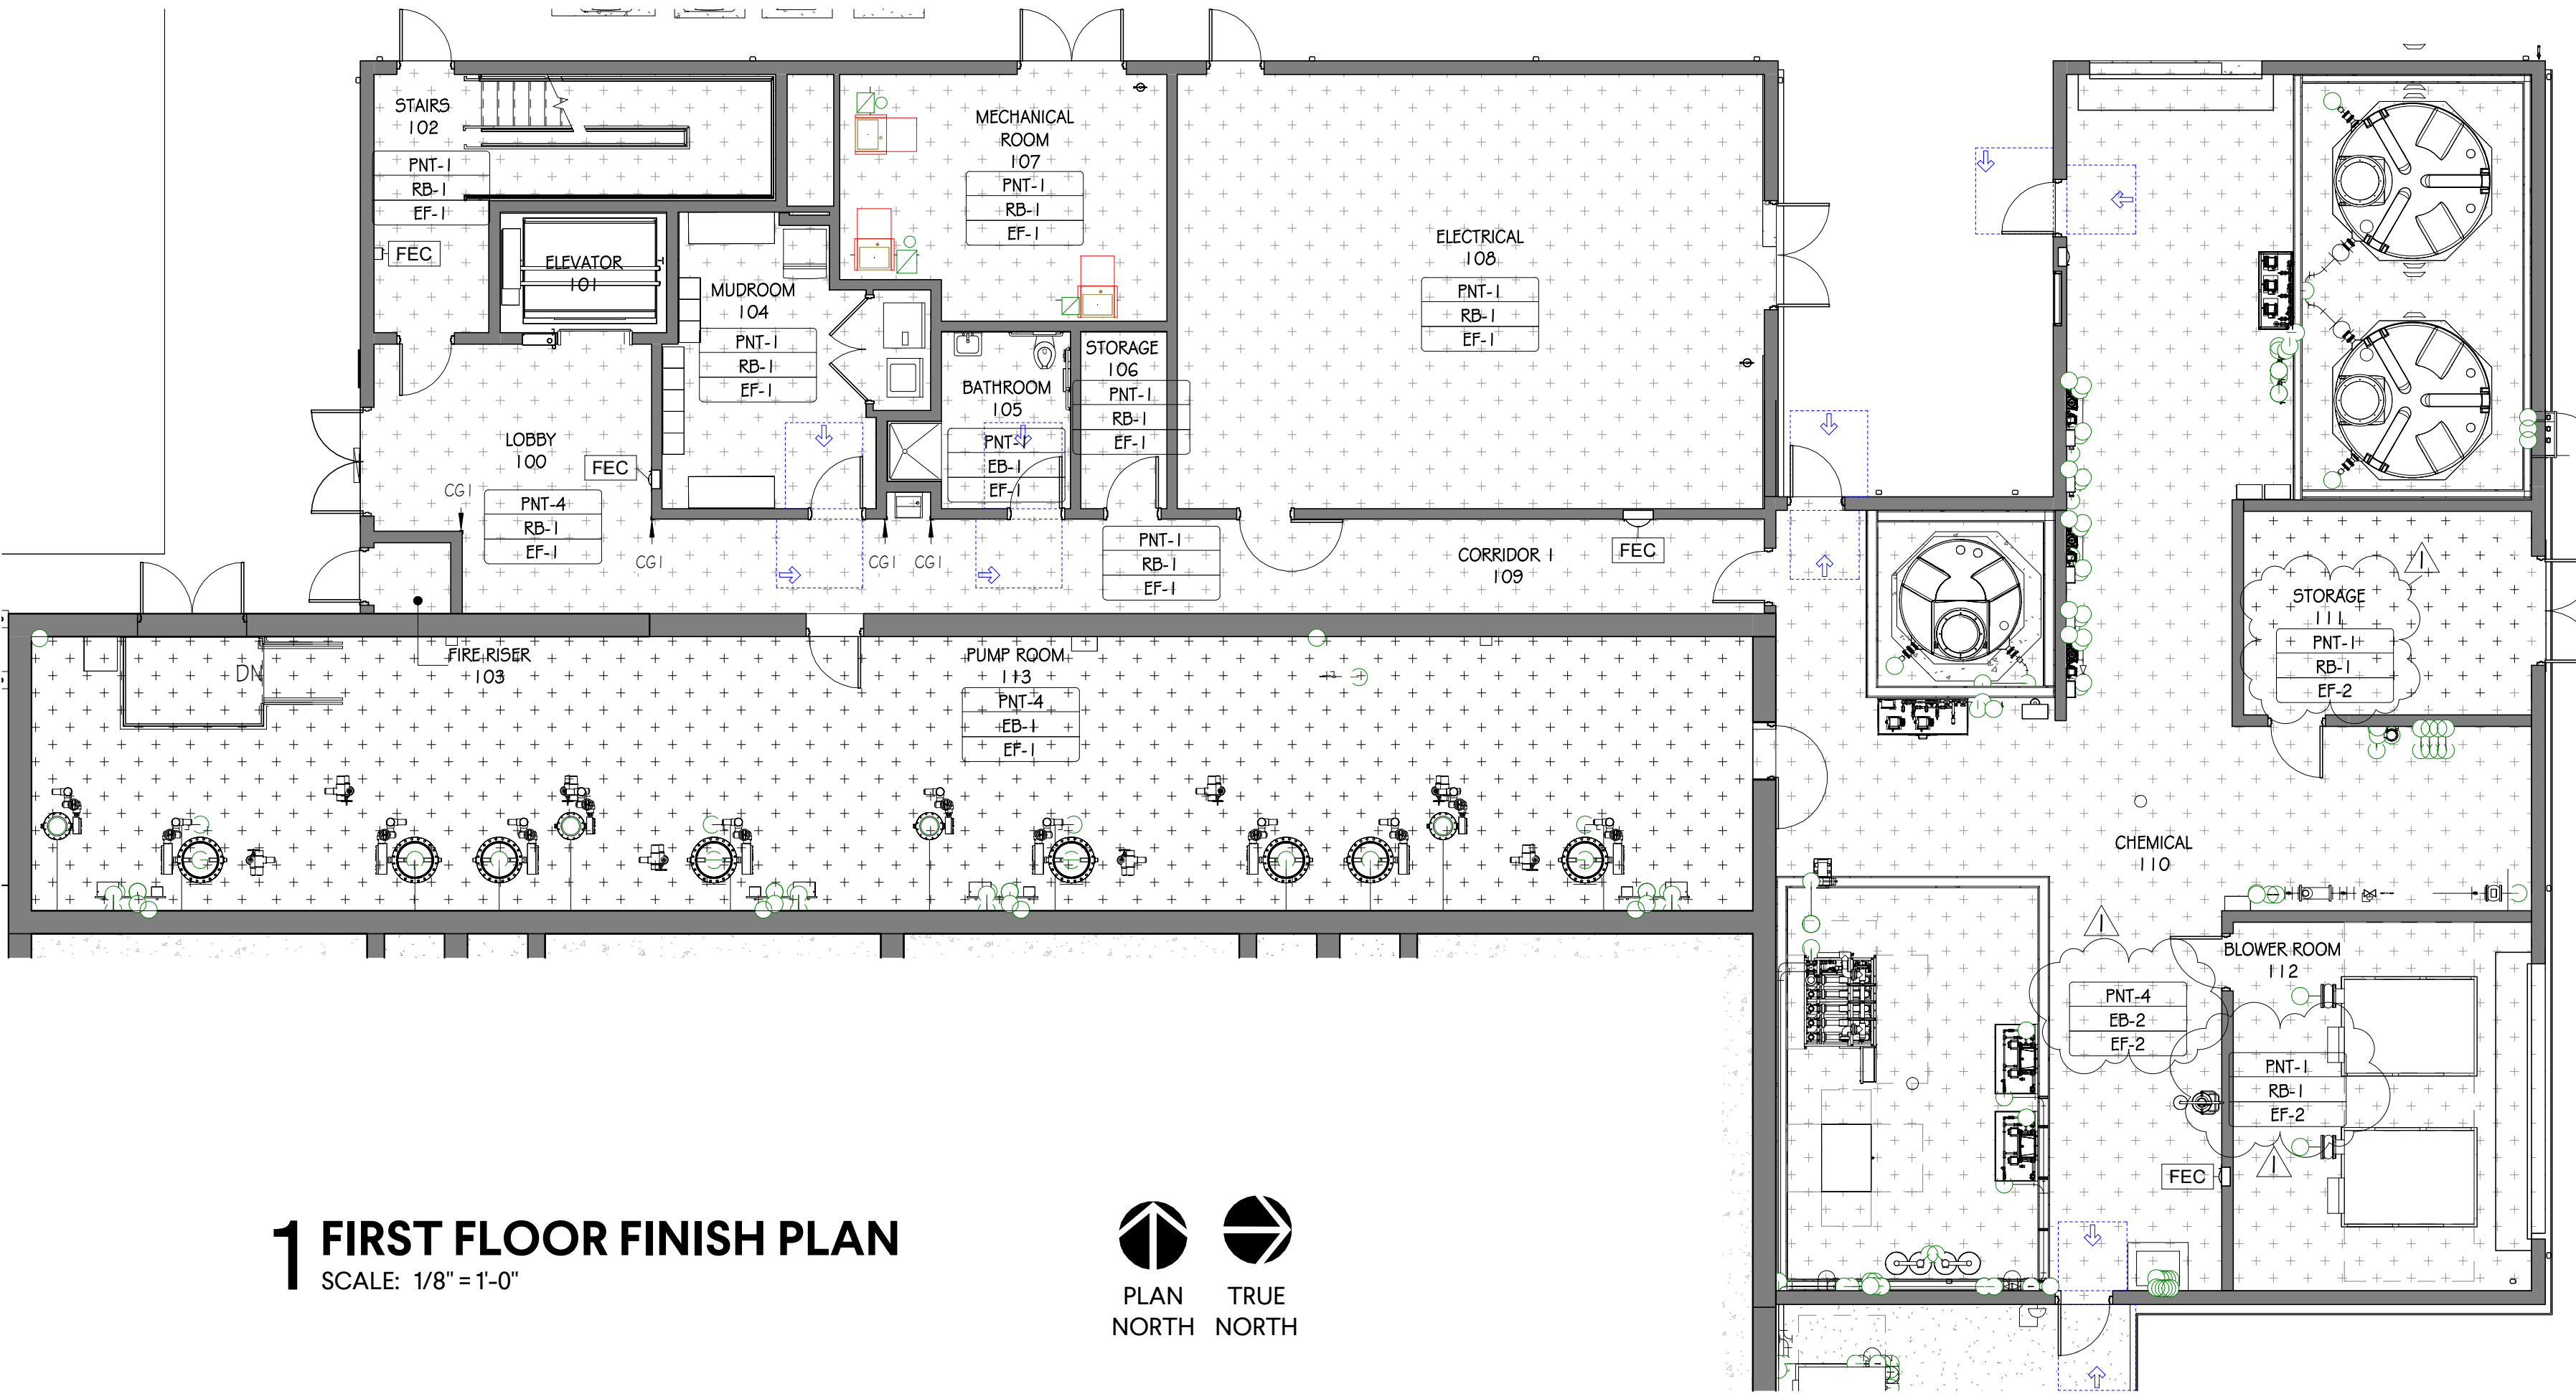 STAIRS
102
PNT-1
RB-1
EF-1
FEC
ELEVATOR
101
MUDROOM
104
PNT-1
RB-1
EF-1
MECHANICAL
ROOM
107
PNT-1
RB-1
EF-1
ELECTRICAL
108
PNT-1
RB-1
EF-1
BATHROOM
105
PNT-1
EB-1
EF-1
STORAGE
106
PNT-1
RB-1
EF-1
LOBBY
100
FEC
CG1
PNT-4
RB-1
EF-1
CG1
CG1
CG1
PNT-1
RB-1
EF-1
CORRIDOR 1
109
FEC
STORAGE
111
PNT-1
RB-1
EF-2
1
DN
FIRE RISER
103
PUMP ROOM
113
PNT-4
EB-1
EF-1
CHEMICAL
110
1
PNT-4
EB-2
EF-2
BLOWER ROOM
112
PNT-1
RB-1
EF-2
1
FEC
1 FIRST FLOOR FINISH PLAN
SCALE: 1/8" = 1'-0"
PLAN
NORTH
TRUE
NORTH